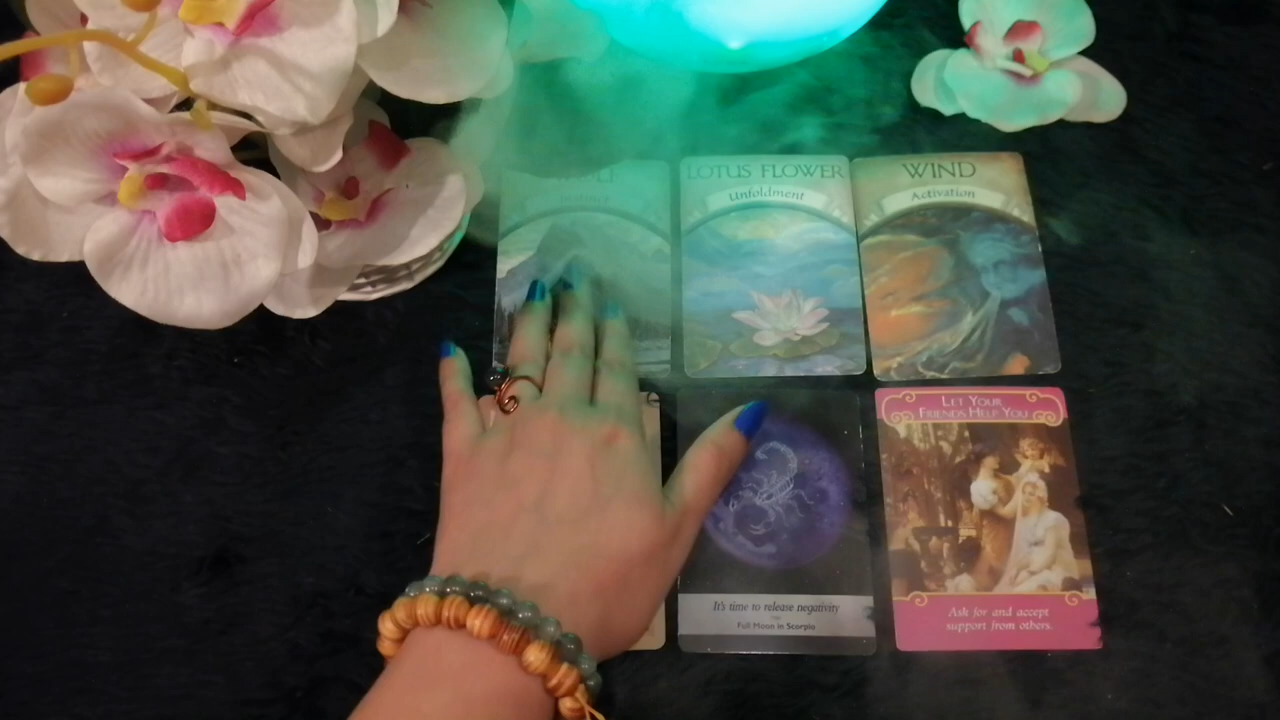 LOTUS FLOWER
Unfoldment
WIND
Activation
It's time to release negativity
Full Moon in Scorpio
LET YOUR
FRIENDS HELP YOU
Ask for and accept
support from others.